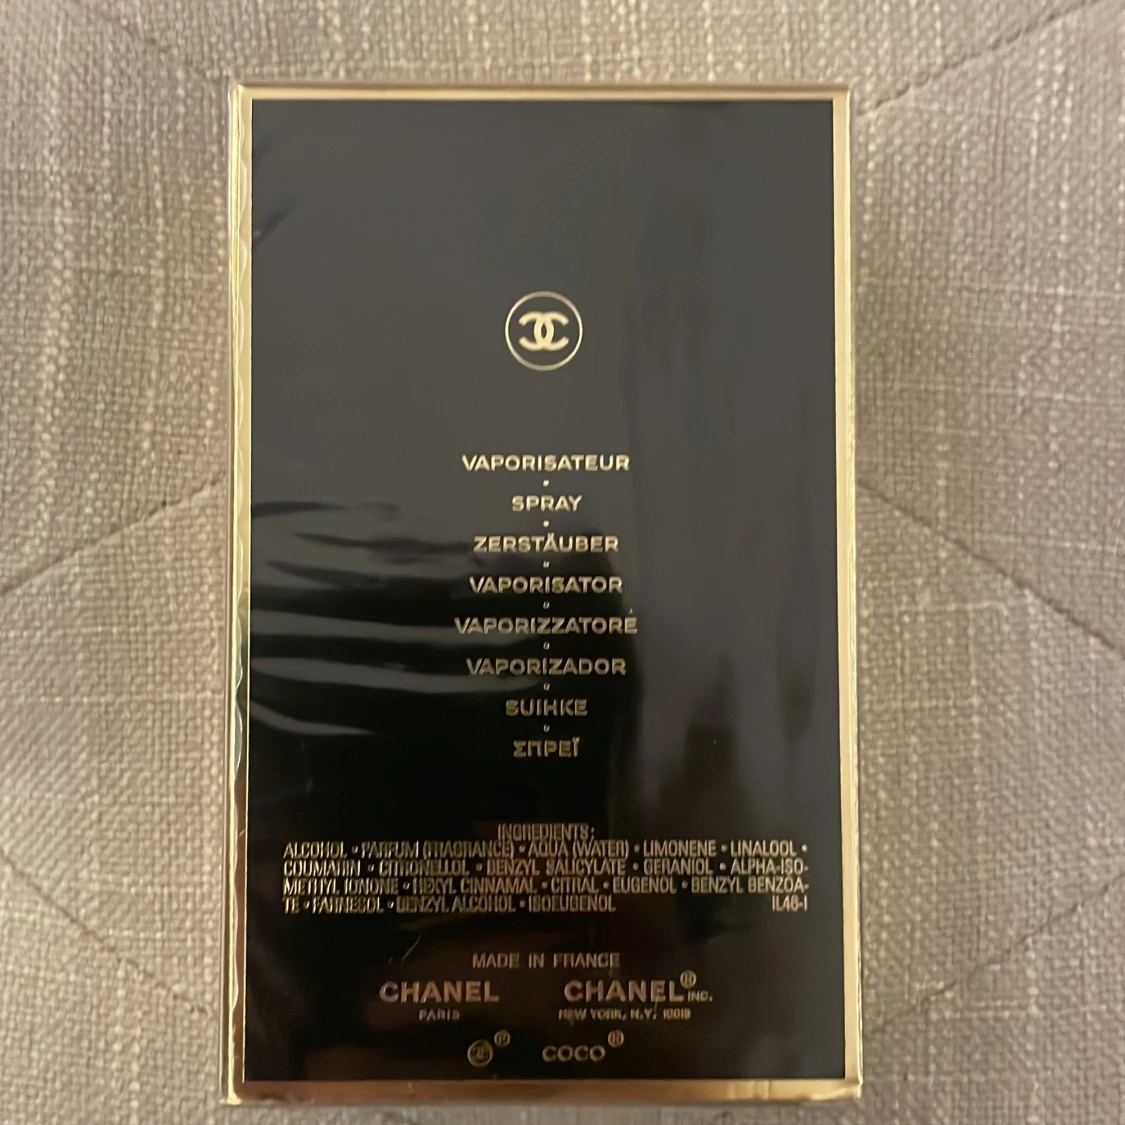 VAPORISATEUR
•
SPRAY
•
ZERSTÄUBER
•
VAPORISATOR
•
VAPORIZZATORE
•
VAPORIZADOR
•
SUIHKE
•
ΣΠΡΕΪ
INGREDIENTS:
ALCOHOL • PARFUM (FRAGRANCE) • AQUA (WATER) • LIMONENE • LINALOOL •
COUMARIN • CITRONELLOL • BENZYL SALICYLATE • GERANIOL • ALPHA-ISO-
METHYL IONONE • HEXYL CINNAMAL • CITRAL • EUGENOL • BENZYL BENZOA-
TE • FARNESOL • BENZYL ALCOHOL • ISOEUGENOL IL46-1
MADE IN FRANCE
CHANEL CHANEL® INC.
PARIS NEW YORK, N.Y. 10019
® COCO®